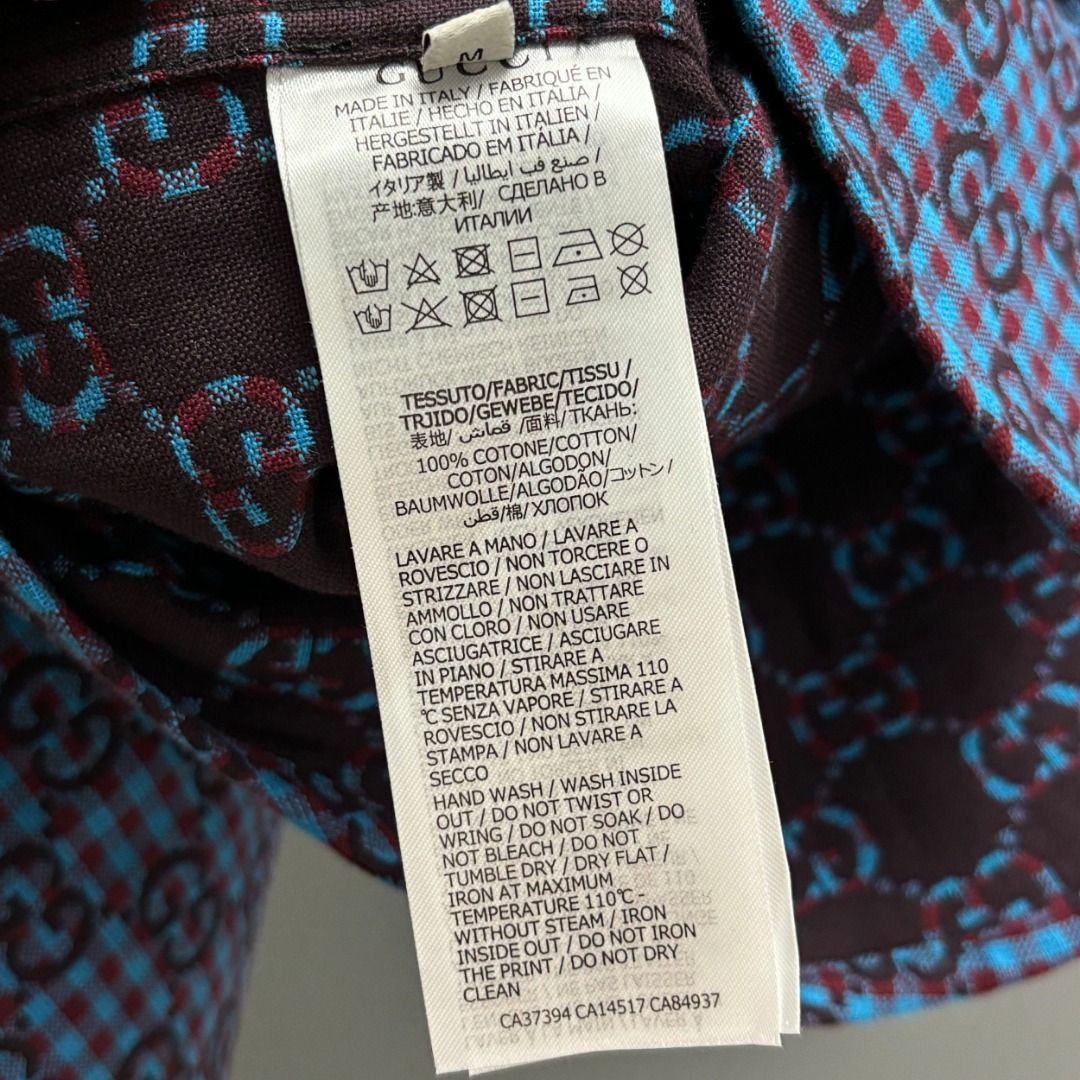 M
GUCCI
MADE IN ITALY / FABRIQUÉ EN
ITALIE / HECHO EN ITALIA /
HERGESTELLT IN ITALIEN /
FABRICADO EM ITALIA /
イタリア製 / صنع فب ايطاليا /
产地:意大利/ СДЕЛАНО В
ИТАЛИИ
TESSUTO/FABRIC/TISSU /
TRJIDO/GEWEBE/TECIDO/
表地/ قماش /面料/ТКАНЬ:
100% COTONE/COTTON/
COTON/ALGODON/
BAUMWOLLE/ALGODÃO/コットン/
قطن/棉/ХЛОПОК
LAVARE A MANO / LAVARE A
ROVESCIO / NON TORCERE O
STRIZZARE / NON LASCIARE IN
AMMOLLO / NON TRATTARE
CON CLORO / NON USARE
ASCIUGATRICE / ASCIUGARE
IN PIANO / STIRARE A
TEMPERATURA MASSIMA 110
℃ SENZA VAPORE / STIRARE A
ROVESCIO / NON STIRARE LA
STAMPA / NON LAVARE A
SECCO
HAND WASH / WASH INSIDE
OUT / DO NOT TWIST OR
WRING / DO NOT SOAK / DO
NOT BLEACH / DO NOT
TUMBLE DRY / DRY FLAT /
IRON AT MAXIMUM
TEMPERATURE 110℃ -
WITHOUT STEAM / IRON
INSIDE OUT / DO NOT IRON
THE PRINT / DO NOT DRY
CLEAN
CA37394 CA14517 CA84937